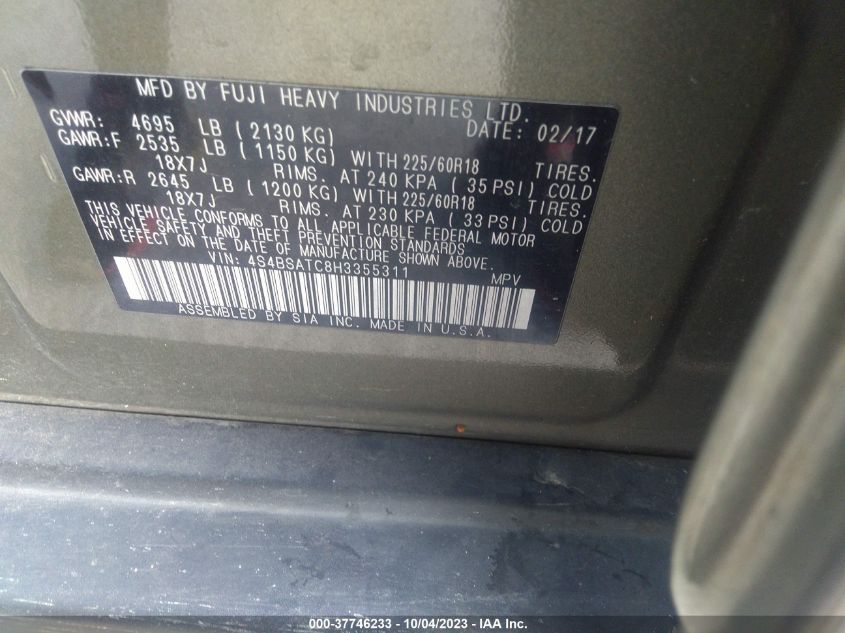 MFD BY FUJI HEAVY INDUSTRIES LTD.
GVWR: 4695 LB ( 2130 KG) DATE: 02/17
GAWR:F 2535 LB ( 1150 KG) WITH 225/60R18 TIRES.
18X7J RIMS. AT 240 KPA ( 35 PSI) COLD
GAWR:R 2645 LB ( 1200 KG) WITH 225/60R18 TIRES.
18X7J RIMS. AT 230 KPA ( 33 PSI) COLD
THIS VEHICLE CONFORMS TO ALL APPLICABLE FEDERAL MOTOR
VEHICLE SAFETY AND THEFT PREVENTION STANDARDS
IN EFFECT ON THE DATE OF MANUFACTURE SHOWN ABOVE.
VIN: 4S4BSATC8H3355311 MPV
ASSEMBLED BY SIA INC. MADE IN U.S.A.
000-37746233 - 10/04/2023 - IAA Inc.